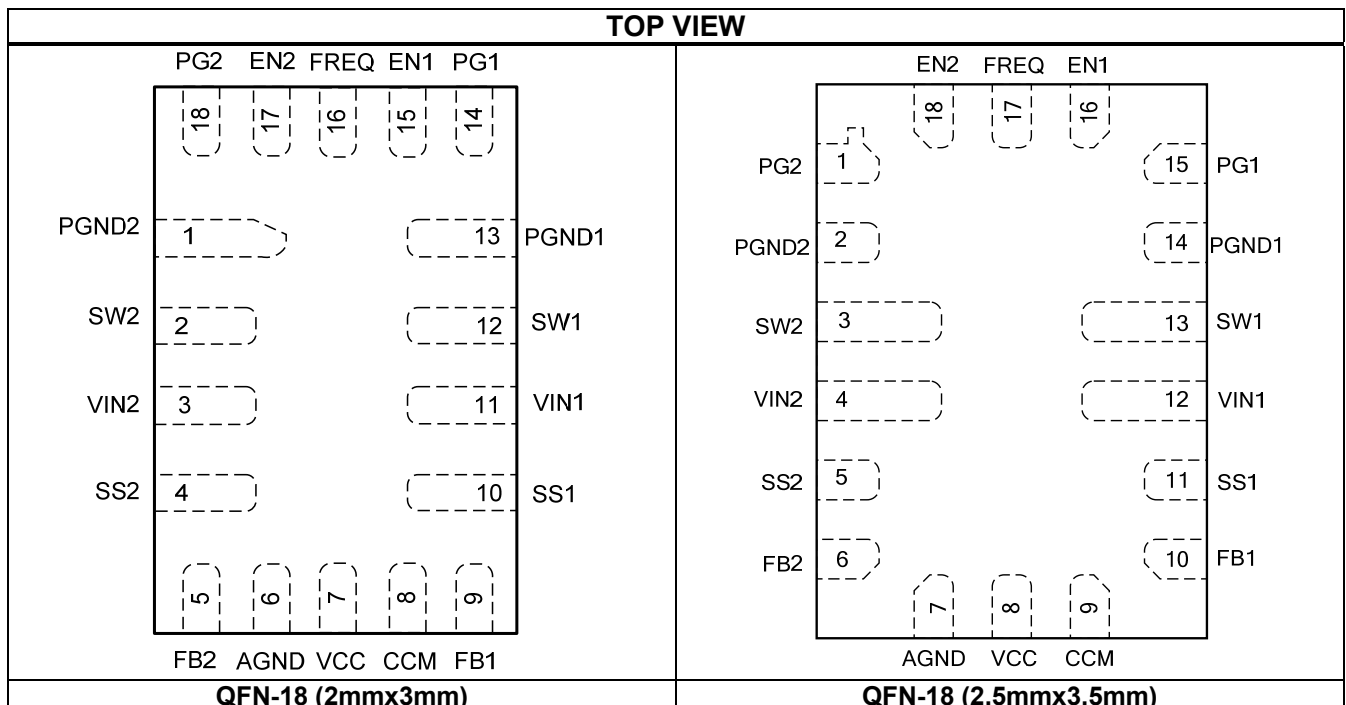 TOP VIEW
PG2 EN2 FREQ EN1 PG1
18 17 16 15 14
PGND2 1 13 PGND1
SW2 2 12 SW1
VIN2 3 11 VIN1
SS2 4 10 SS1
5 6 7 8 9
FB2 AGND VCC CCM FB1
QFN-18 (2mmx3mm)
EN2 FREQ EN1
18 17 16
PG2 1 15 PG1
PGND2 2 14 PGND1
SW2 3 13 SW1
VIN2 4 12 VIN1
SS2 5 11 SS1
FB2 6 10 FB1
7 8 9
AGND VCC CCM
QFN-18 (2.5mmx3.5mm)